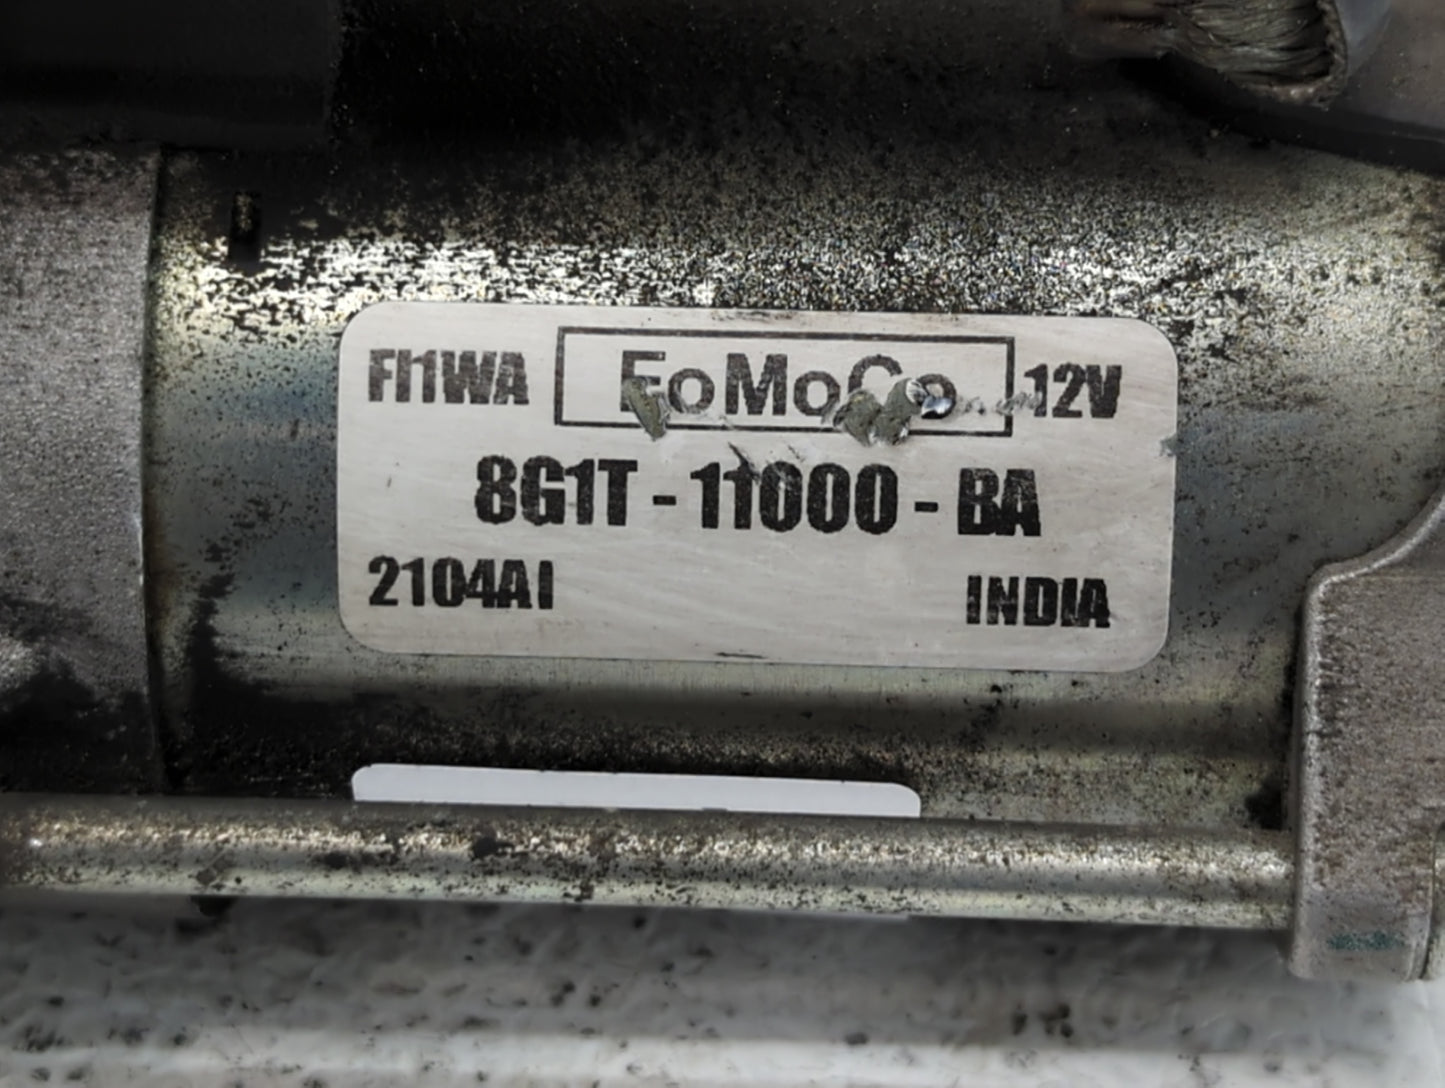 FI1WA FoMoCo 12V
8G1T - 11000 - BA
2104AI INDIA